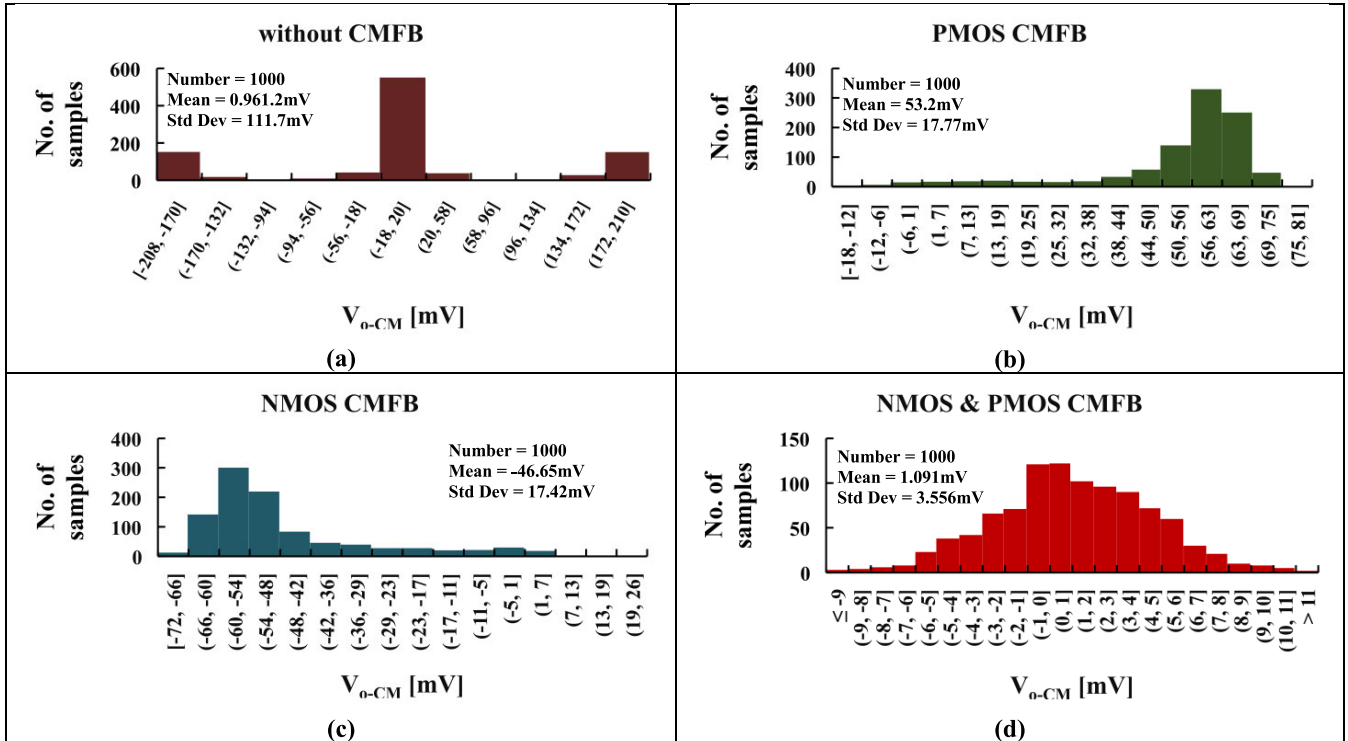 without CMFB
No. of
samples
600
400
200
0
Number = 1000
Mean = 0.961.2mV
Std Dev = 111.7mV
[-208, -170]
(-170, -132]
(-132, -94]
(-94, -56]
(-56, -18]
(-18, 20]
(20, 58]
(58, 96]
(96, 134]
(134, 172]
(172, 210]
Vo-CM [mV]
(a)
PMOS CMFB
No. of
samples
400
300
200
100
0
Number = 1000
Mean = 53.2mV
Std Dev = 17.77mV
[-18, -12]
(-12, -6]
(-6, 1]
(1, 7]
(7, 13]
(13, 19]
(19, 25]
(25, 32]
(32, 38]
(38, 44]
(44, 50]
(50, 56]
(56, 63]
(63, 69]
(69, 75]
(75, 81]
Vo-CM [mV]
(b)
NMOS CMFB
No. of
samples
400
300
200
100
0
Number = 1000
Mean = -46.65mV
Std Dev = 17.42mV
[-72, -66]
(-66, -60]
(-60, -54]
(-54, -48]
(-48, -42]
(-42, -36]
(-36, -29]
(-29, -23]
(-23, -17]
(-17, -11]
(-11, -5]
(-5, 1]
(1, 7]
(7, 13]
(13, 19]
(19, 26]
Vo-CM [mV]
(c)
NMOS & PMOS CMFB
No. of
samples
150
100
50
0
Number = 1000
Mean = 1.091mV
Std Dev = 3.556mV
≤ -9
(-9, -8]
(-8, -7]
(-7, -6]
(-6, -5]
(-5, -4]
(-4, -3]
(-3, -2]
(-2, -1]
(-1, 0]
(0, 1]
(1, 2]
(2, 3]
(3, 4]
(4, 5]
(5, 6]
(6, 7]
(7, 8]
(8, 9]
(9, 10]
(10, 11]
> 11
Vo-CM [mV]
(d)